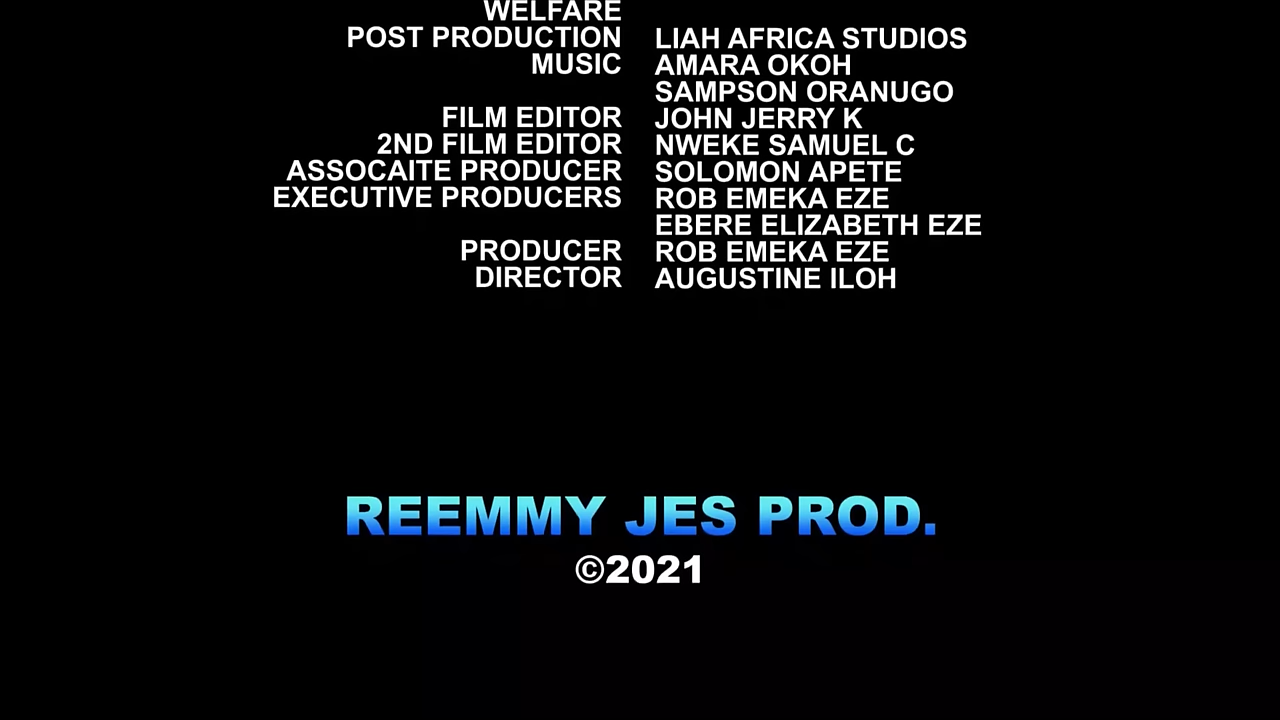 WELFARE
POST PRODUCTION LIAH AFRICA STUDIOS
MUSIC AMARA OKOH
SAMPSON ORANUGO
FILM EDITOR JOHN JERRY K
2ND FILM EDITOR NWEKE SAMUEL C
ASSOCAITE PRODUCER SOLOMON APETE
EXECUTIVE PRODUCERS ROB EMEKA EZE
EBERE ELIZABETH EZE
PRODUCER ROB EMEKA EZE
DIRECTOR AUGUSTINE ILOH
REEMMY JES PROD.
©2021